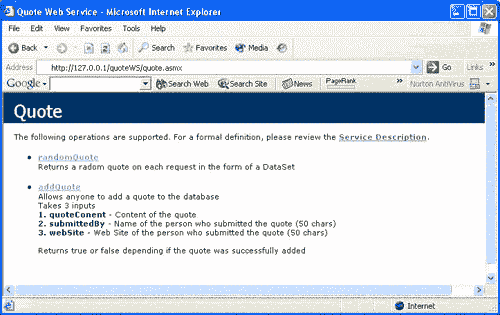 Quote Web Service - Microsoft Internet Explorer
File Edit View Favorites Tools Help
Back Search Favorites Media
Address http://127.0.0.1/quoteWS/quote.asmx Go Links »
Google Search Web Search Site News PageRank » Norton AntiVirus
Quote
The following operations are supported. For a formal definition, please review the Service Description.
• randomQuote
Returns a radom quote on each request in the form of a DataSet
• addQuote
Allows anyone to add a quote to the database
Takes 3 inputs
1. quoteConent - Content of the quote
2. submittedBy - Name of the person who submitted the quote (50 chars)
3. webSite - Web Site of the person who submitted the quote (50 chars)
Returns true or false depending if the quote was successfully added
Internet